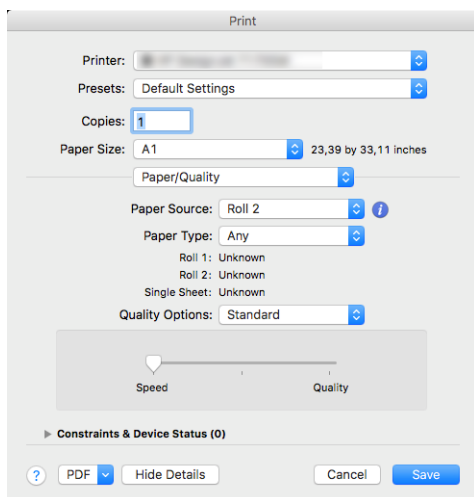 Print
Printer:
Presets: Default Settings
Copies: 1
Paper Size: A1 23,39 by 33,11 inches
Paper/Quality
Paper Source: Roll 2 i
Paper Type: Any
Roll 1: Unknown
Roll 2: Unknown
Single Sheet: Unknown
Quality Options: Standard
Speed Quality
Constraints & Device Status (0)
? PDF Hide Details Cancel Save